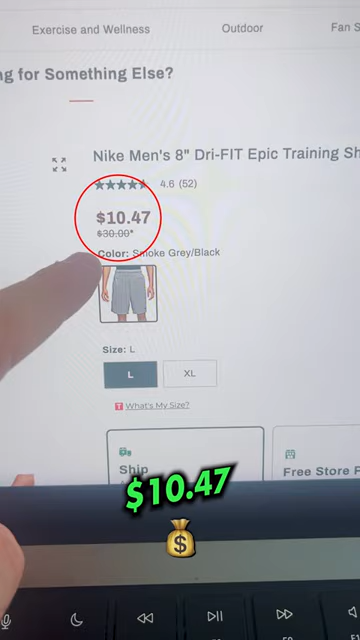 Exercise and Wellness Outdoor Fan S
ng for Something Else?
Nike Men's 8" Dri-FIT Epic Training Sh
4.6 (52)
$10.47
$30.00*
Color: Smoke Grey/Black
Size: L
L XL
What's My Size?
Ship Free Store P
$10.47